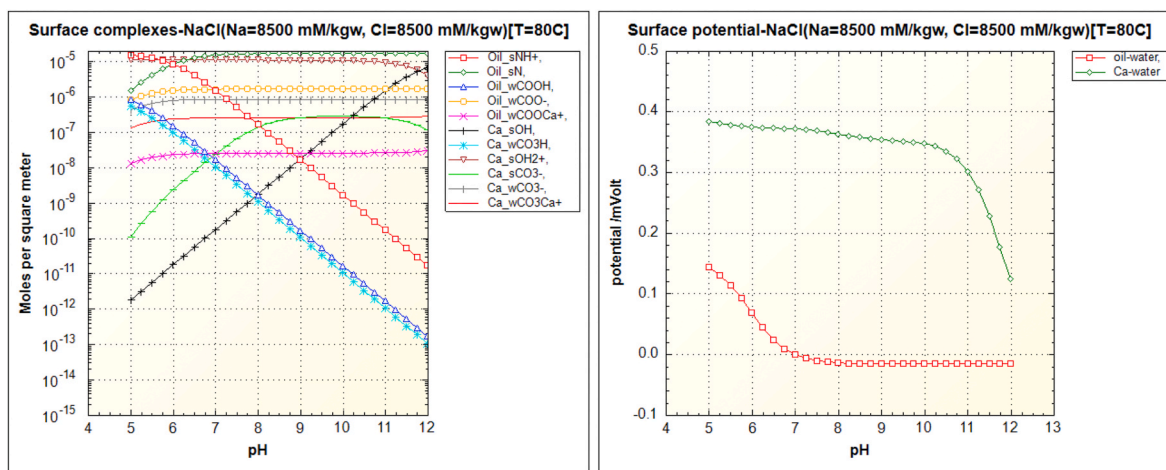 Surface complexes-NaCl(Na=8500 mM/kgw, Cl=8500 mM/kgw)[T=80C]
Moles per square meter
10-5
10-6
10-7
10-8
10-9
10-10
10-11
10-12
10-13
10-14
10-15
4 5 6 7 8 9 10 11 12
pH
Oil_sNH+,
Oil_sN,
Oil_wCOOH,
Oil_wCOO-,
Oil_wCOOCa+,
Ca_sOH,
Ca_wCO3H,
Ca_sOH2+,
Ca_sCO3-,
Ca_wCO3-,
Ca_wCO3Ca+
Surface potential-NaCl(Na=8500 mM/kgw, Cl=8500 mM/kgw)[T=80C]
potential /mVolt
0.5
0.4
0.3
0.2
0.1
0.0
-0.1
4 5 6 7 8 9 10 11 12 13
pH
oil-water,
Ca-water